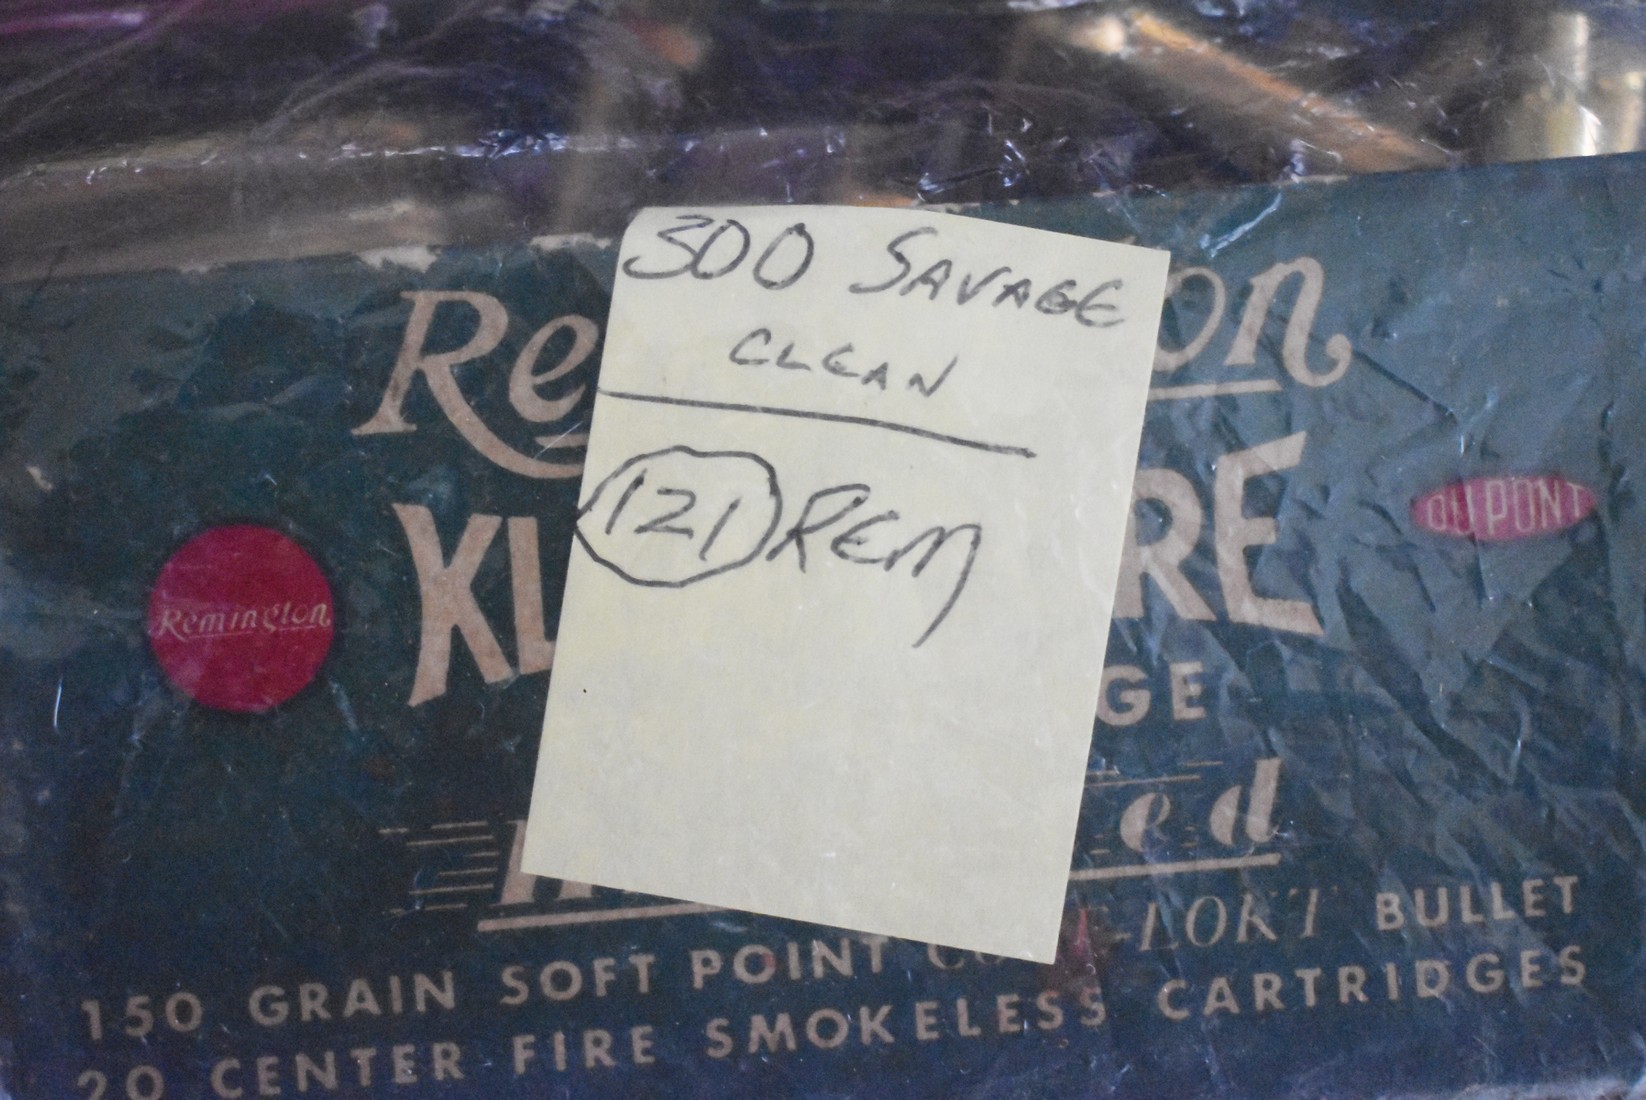 300 SAVAGE
CLEAN
121 REM
Re on
KL RE
DU PONT
Remington
GE
ed
-LOKT BULLET
150 GRAIN SOFT POINT CO
20 CENTER FIRE SMOKELESS CARTRIDGES